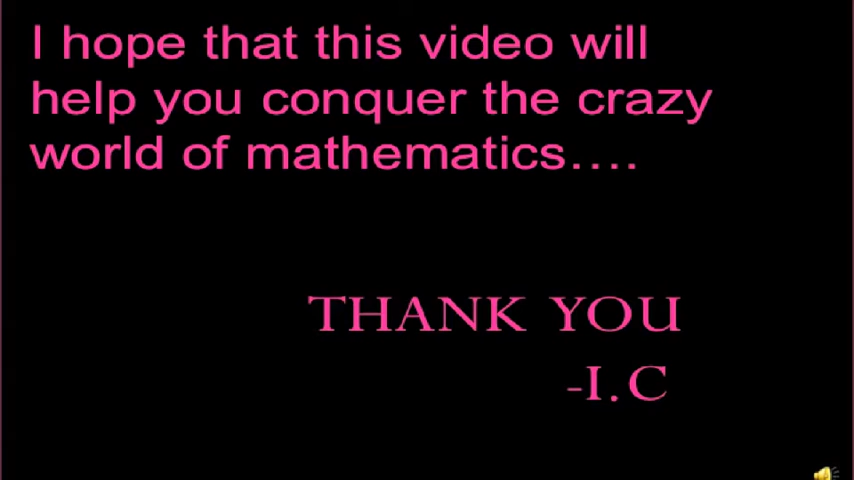 I hope that this video will
help you conquer the crazy
world of mathematics....
THANK YOU
-I.C